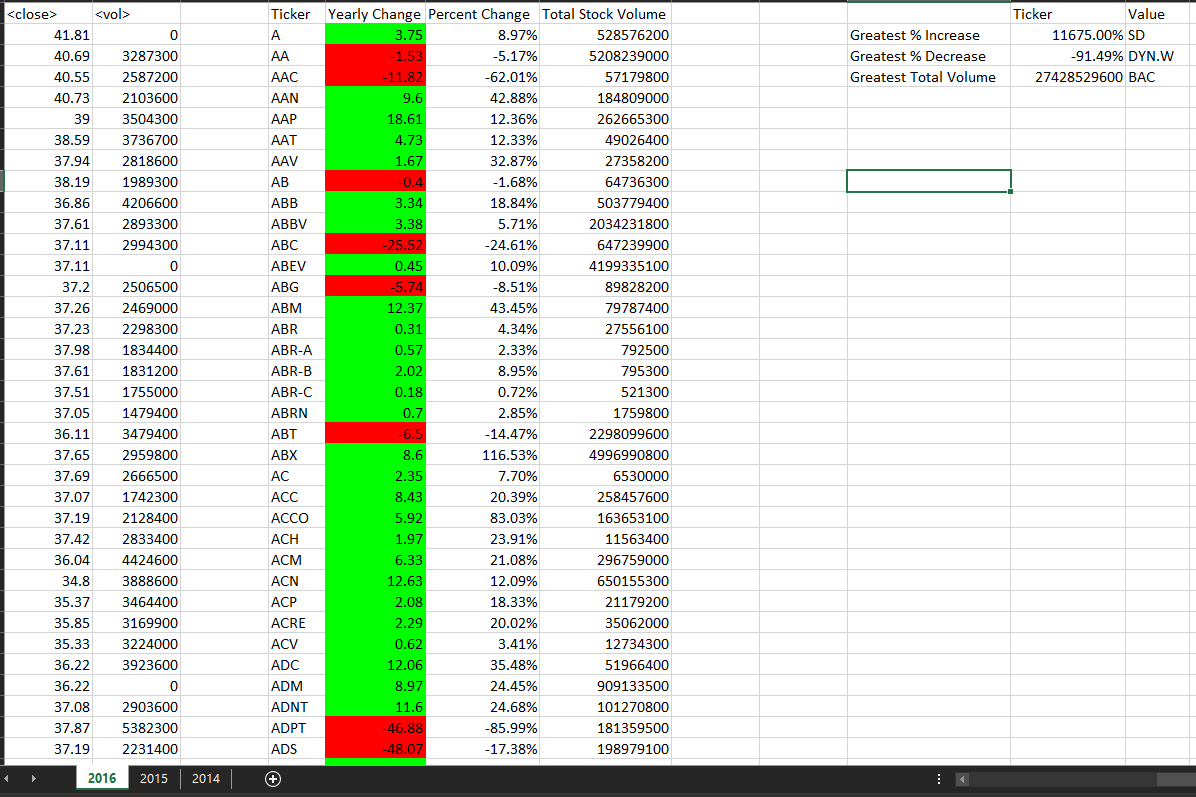 <close> <vol> Ticker Yearly Change Percent Change Total Stock Volume Ticker Value
41.81 0 A 3.75 8.97% 528576200 Greatest % Increase 11675.00% SD
40.69 3287300 AA -1.53 -5.17% 5208239000 Greatest % Decrease -91.49% DYN.W
40.55 2587200 AAC -11.82 -62.01% 57179800 Greatest Total Volume 27428529600 BAC
40.73 2103600 AAN 9.6 42.88% 184809000
39 3504300 AAP 18.61 12.36% 262665300
38.59 3736700 AAT 4.73 12.33% 49026400
37.94 2818600 AAV 1.67 32.87% 27358200
38.19 1989300 AB -0.4 -1.68% 64736300
36.86 4206600 ABB 3.34 18.84% 503779400
37.61 2893300 ABBV 3.38 5.71% 2034231800
37.11 2994300 ABC -25.52 -24.61% 647239900
37.11 0 ABEV 0.45 10.09% 4199335100
37.2 2506500 ABG -5.74 -8.51% 89828200
37.26 2469000 ABM 12.37 43.45% 79787400
37.23 2298300 ABR 0.31 4.34% 27556100
37.98 1834400 ABR-A 0.57 2.33% 792500
37.61 1831200 ABR-B 2.02 8.95% 795300
37.51 1755000 ABR-C 0.18 0.72% 521300
37.05 1479400 ABRN 0.7 2.85% 1759800
36.11 3479400 ABT -6.5 -14.47% 2298099600
37.65 2959800 ABX 8.6 116.53% 4996990800
37.69 2666500 AC 2.35 7.70% 6530000
37.07 1742300 ACC 8.43 20.39% 258457600
37.19 2128400 ACCO 5.92 83.03% 163653100
37.42 2833400 ACH 1.97 23.91% 11563400
36.04 4424600 ACM 6.33 21.08% 296759000
34.8 3888600 ACN 12.63 12.09% 650155300
35.37 3464400 ACP 2.08 18.33% 21179200
35.85 3169900 ACRE 2.29 20.02% 35062000
35.33 3224000 ACV 0.62 3.41% 12734300
36.22 3923600 ADC 12.06 35.48% 51966400
36.22 0 ADM 8.97 24.45% 909133500
37.08 2903600 ADNT 11.6 24.68% 101270800
37.87 5382300 ADPT -46.88 -85.99% 181359500
37.19 2231400 ADS -48.07 -17.38% 198979100
2016 2015 2014